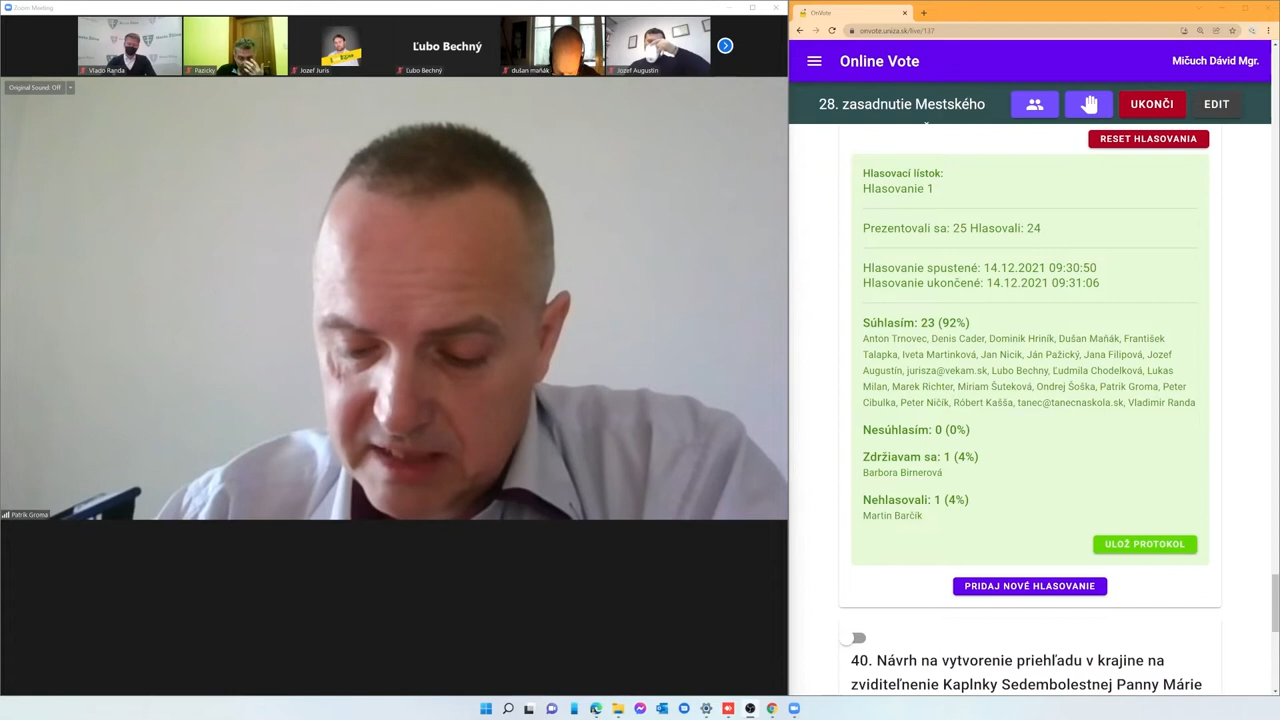 Zoom Meeting
Vlado Randa
Pazicky
Jozef Juris
Ľubo Bechný
Ľubo Bechný
dušan maňák
Jozef Augustín
Original Sound: Off
Patrik Groma
OnVote
onvote.uniza.sk/live/137
Online Vote
Mičuch Dávid Mgr.
28. zasadnutie Mestského
UKONČI
EDIT
RESET HLASOVANIA
Hlasovací lístok:
Hlasovanie 1
Prezentovali sa: 25 Hlasovali: 24
Hlasovanie spustené: 14.12.2021 09:30:50
Hlasovanie ukončené: 14.12.2021 09:31:06
Súhlasím: 23 (92%)
Anton Trnovec, Denis Cader, Dominik Hriník, Dušan Maňák, František
Talapka, Iveta Martinková, Jan Nicik, Ján Pažický, Jana Filipová, Jozef
Augustín, jurisza@vekam.sk, Lubo Bechny, Ľudmila Chodelková, Lukas
Milan, Marek Richter, Miriam Šuteková, Ondrej Šoška, Patrik Groma, Peter
Cibulka, Peter Ničík, Róbert Kašša, tanec@tanecnaskola.sk, Vladimir Randa
Nesúhlasím: 0 (0%)
Zdržiavam sa: 1 (4%)
Barbora Birnerová
Nehlasovali: 1 (4%)
Martin Barčík
ULOŽ PROTOKOL
PRIDAJ NOVÉ HLASOVANIE
40. Návrh na vytvorenie priehľadu v krajine na
zviditeľnenie Kaplnky Sedembolestnej Panny Márie